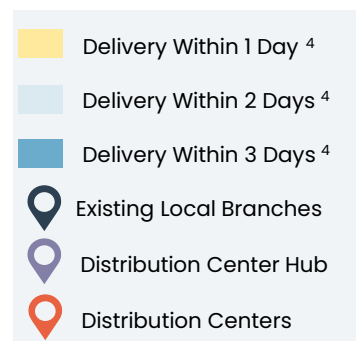 Delivery Within 1 Day ⁴
Delivery Within 2 Days ⁴
Delivery Within 3 Days ⁴
Existing Local Branches
Distribution Center Hub
Distribution Centers